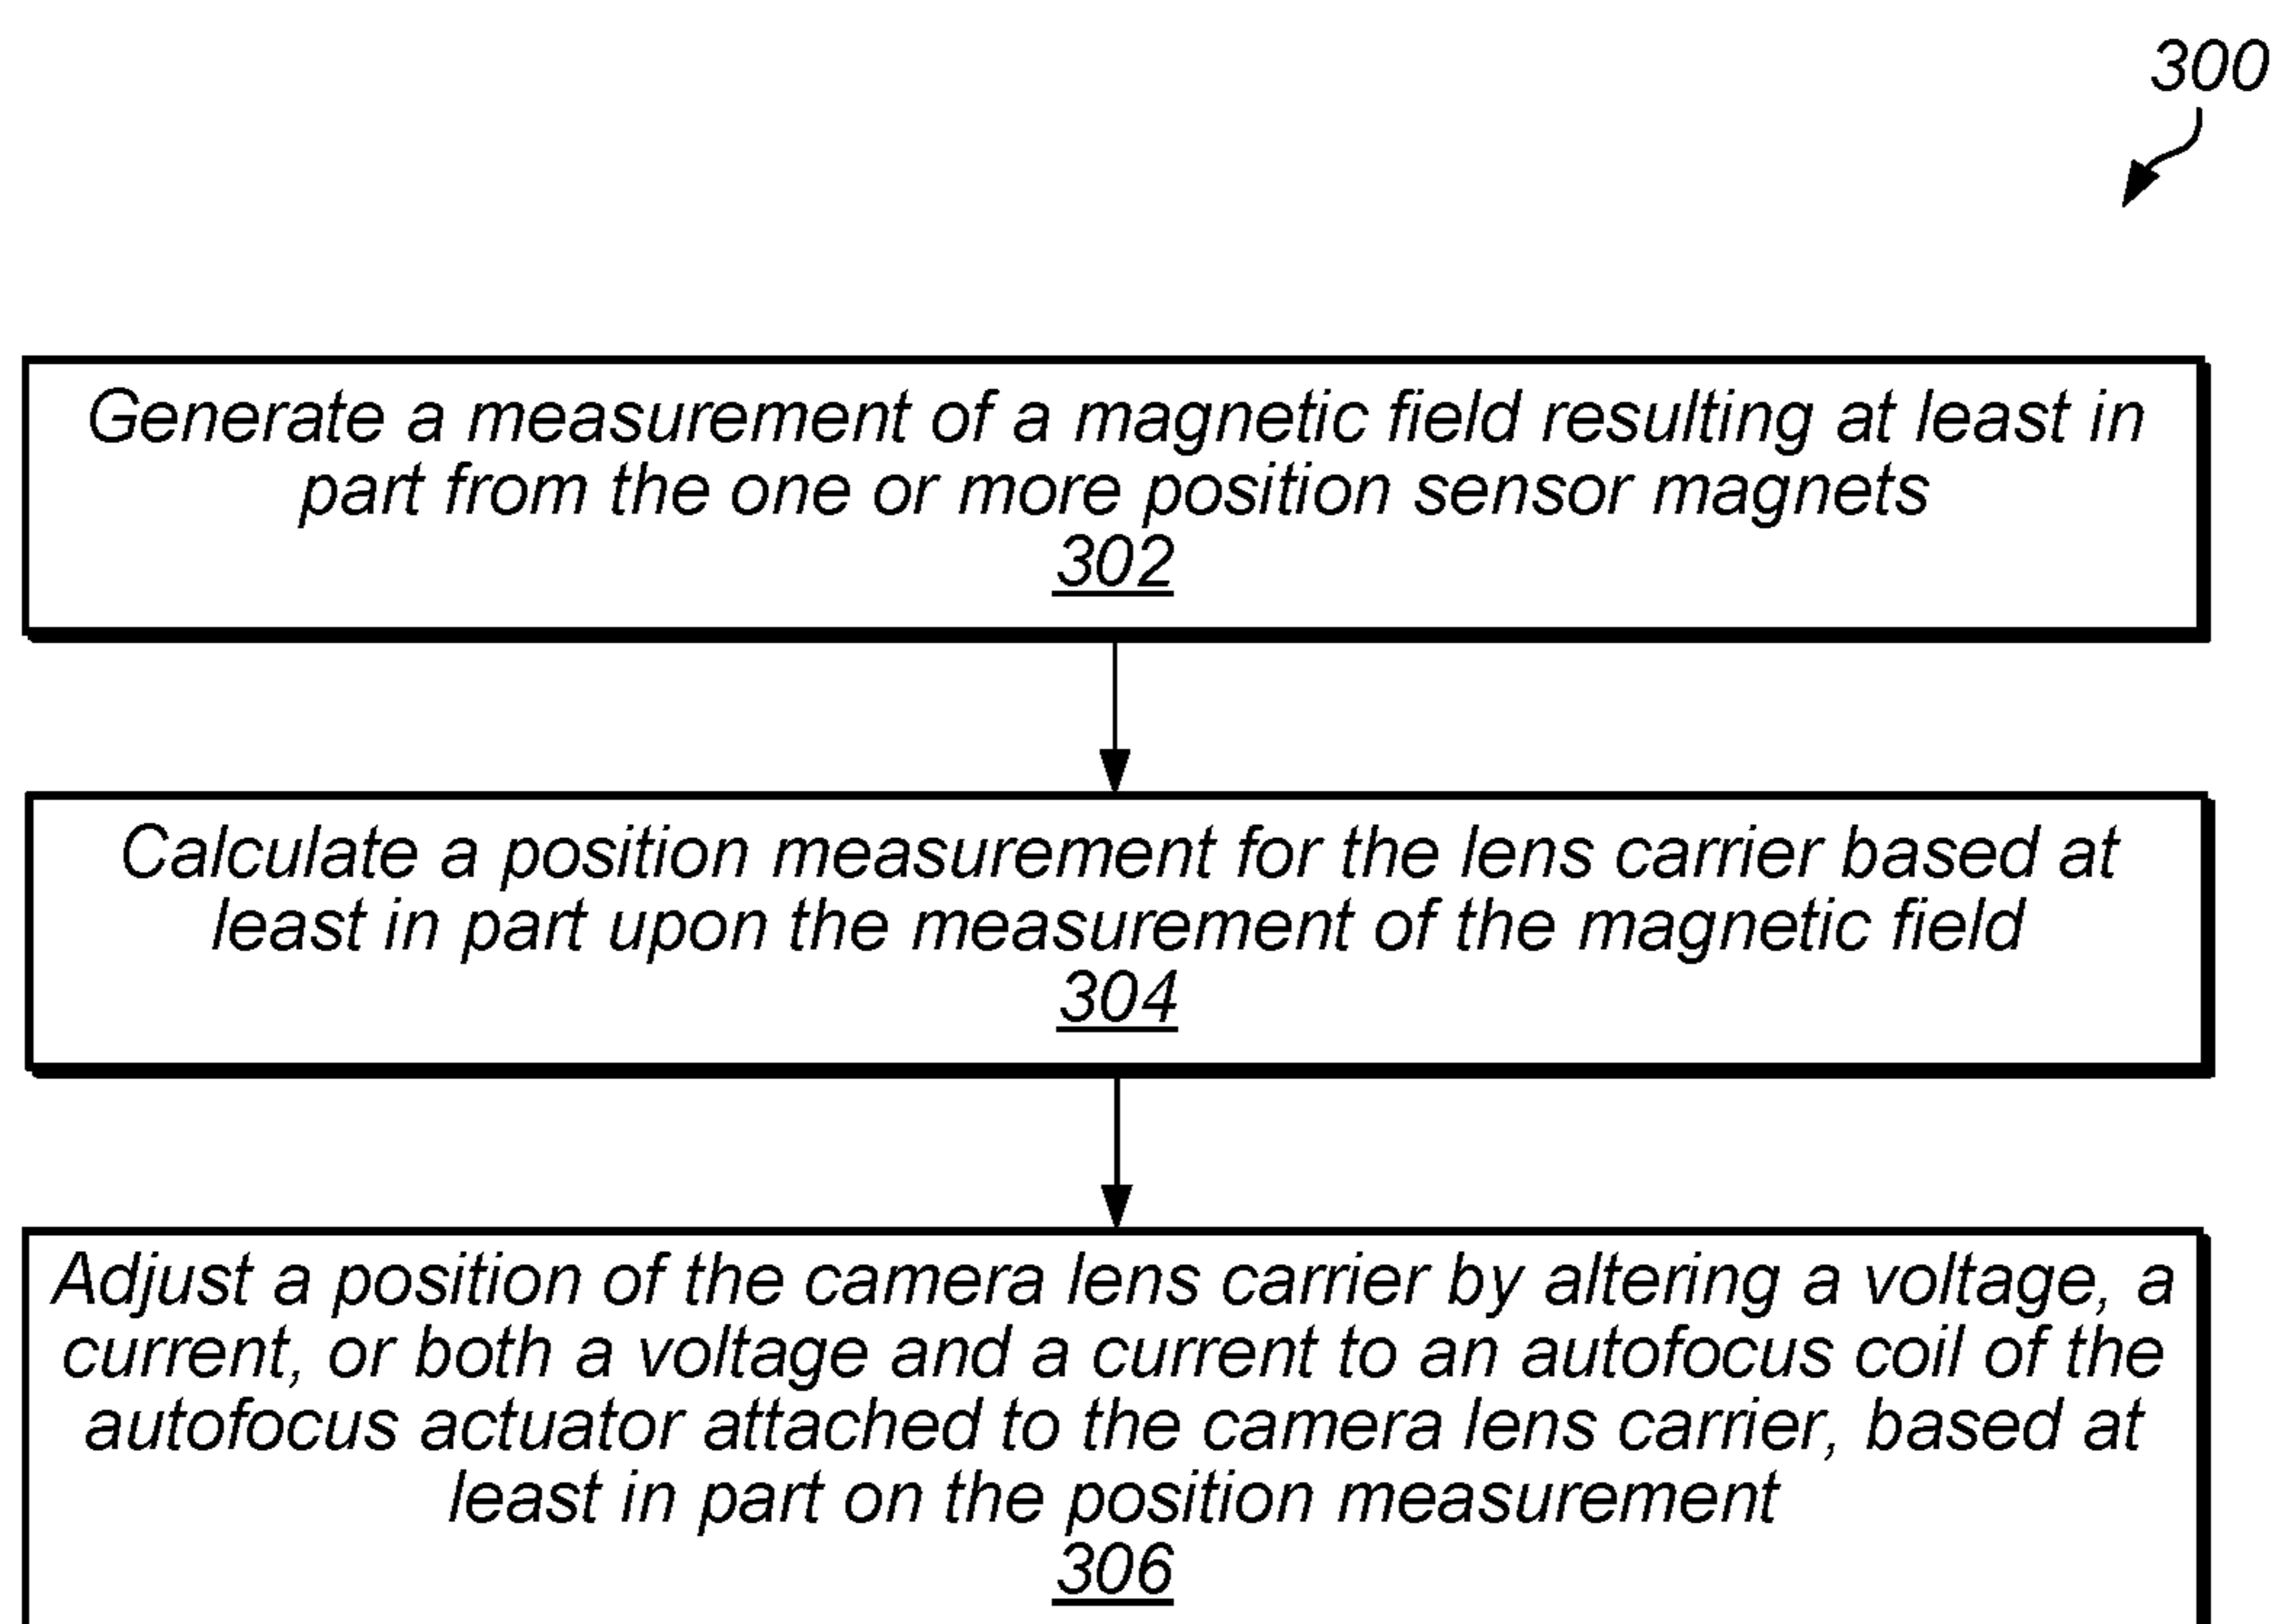 300
Generate a measurement of a magnetic field resulting at least in
part from the one or more position sensor magnets
302
Calculate a position measurement for the lens carrier based at
least in part upon the measurement of the magnetic field
304
Adjust a position of the camera lens carrier by altering a voltage, a
current, or both a voltage and a current to an autofocus coil of the
autofocus actuator attached to the camera lens carrier, based at
least in part on the position measurement
306